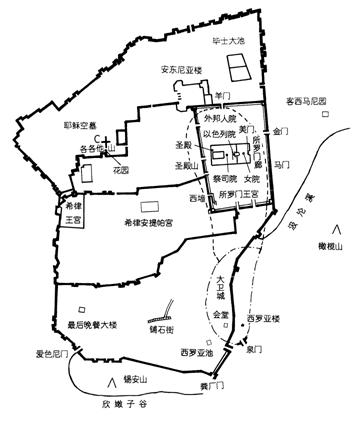 毕士大池
安东尼亚楼
羊门
客西马尼园
耶稣空墓
外邦人院
金门
C
各各他山
以色列院
美门
所罗门廊
圣殿
马门
花园
圣殿山
祭司院
女院
希律王宫
西墙
所罗门王宫
汲伦溪
希律安提帕宫
橄榄山
大卫城
最后晚餐大楼
铺石街
会堂
西罗亚楼
爱色尼门
西罗亚池
泉门
锡安山
粪厂门
欣嫩子谷